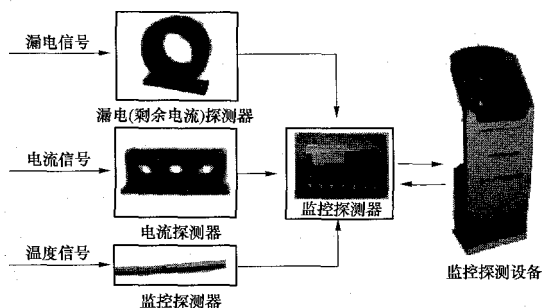 漏电信号
漏电(剩余电流)探测器
电流信号
电流探测器
监控探测器
温度信号
监控探测器
监控探测设备